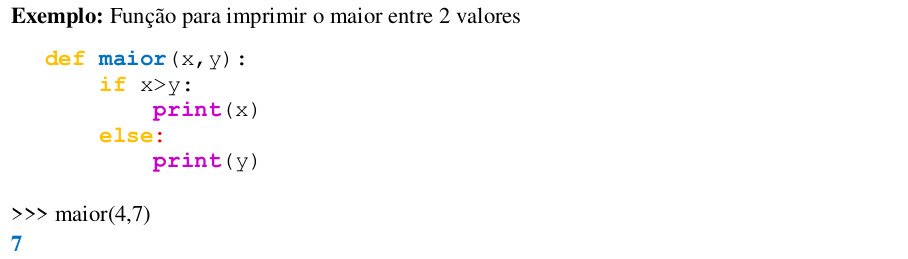 Exemplo: Função para imprimir o maior entre 2 valores
def maior(x,y):
    if x>y:
        print(x)
    else:
        print(y)
>>> maior(4,7)
7